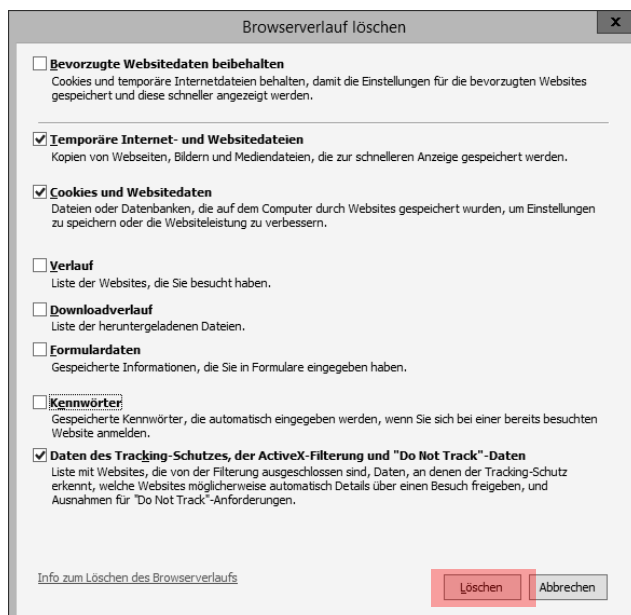 Browserverlauf löschen
x
Bevorzugte Websitedaten beibehalten
Cookies und temporäre Internetdateien behalten, damit die Einstellungen für die bevorzugten Websites
gespeichert und diese schneller angezeigt werden.
Temporäre Internet- und Websitedateien
Kopien von Webseiten, Bildern und Mediendateien, die zur schnelleren Anzeige gespeichert werden.
Cookies und Websitedaten
Dateien oder Datenbanken, die auf dem Computer durch Websites gespeichert wurden, um Einstellungen
zu speichern oder die Websiteleistung zu verbessern.
Verlauf
Liste der Websites, die Sie besucht haben.
Downloadverlauf
Liste der heruntergeladenen Dateien.
Formulardaten
Gespeicherte Informationen, die Sie in Formulare eingegeben haben.
Kennwörter
Gespeicherte Kennwörter, die automatisch eingegeben werden, wenn Sie sich bei einer bereits besuchten
Website anmelden.
Daten des Tracking-Schutzes, der ActiveX-Filterung und "Do Not Track"-Daten
Liste mit Websites, die von der Filterung ausgeschlossen sind, Daten, an denen der Tracking-Schutz
erkennt, welche Websites möglicherweise automatisch Details über einen Besuch freigeben, und
Ausnahmen für "Do Not Track"-Anforderungen.
Info zum Löschen des Browserverlaufs
Löschen
Abbrechen